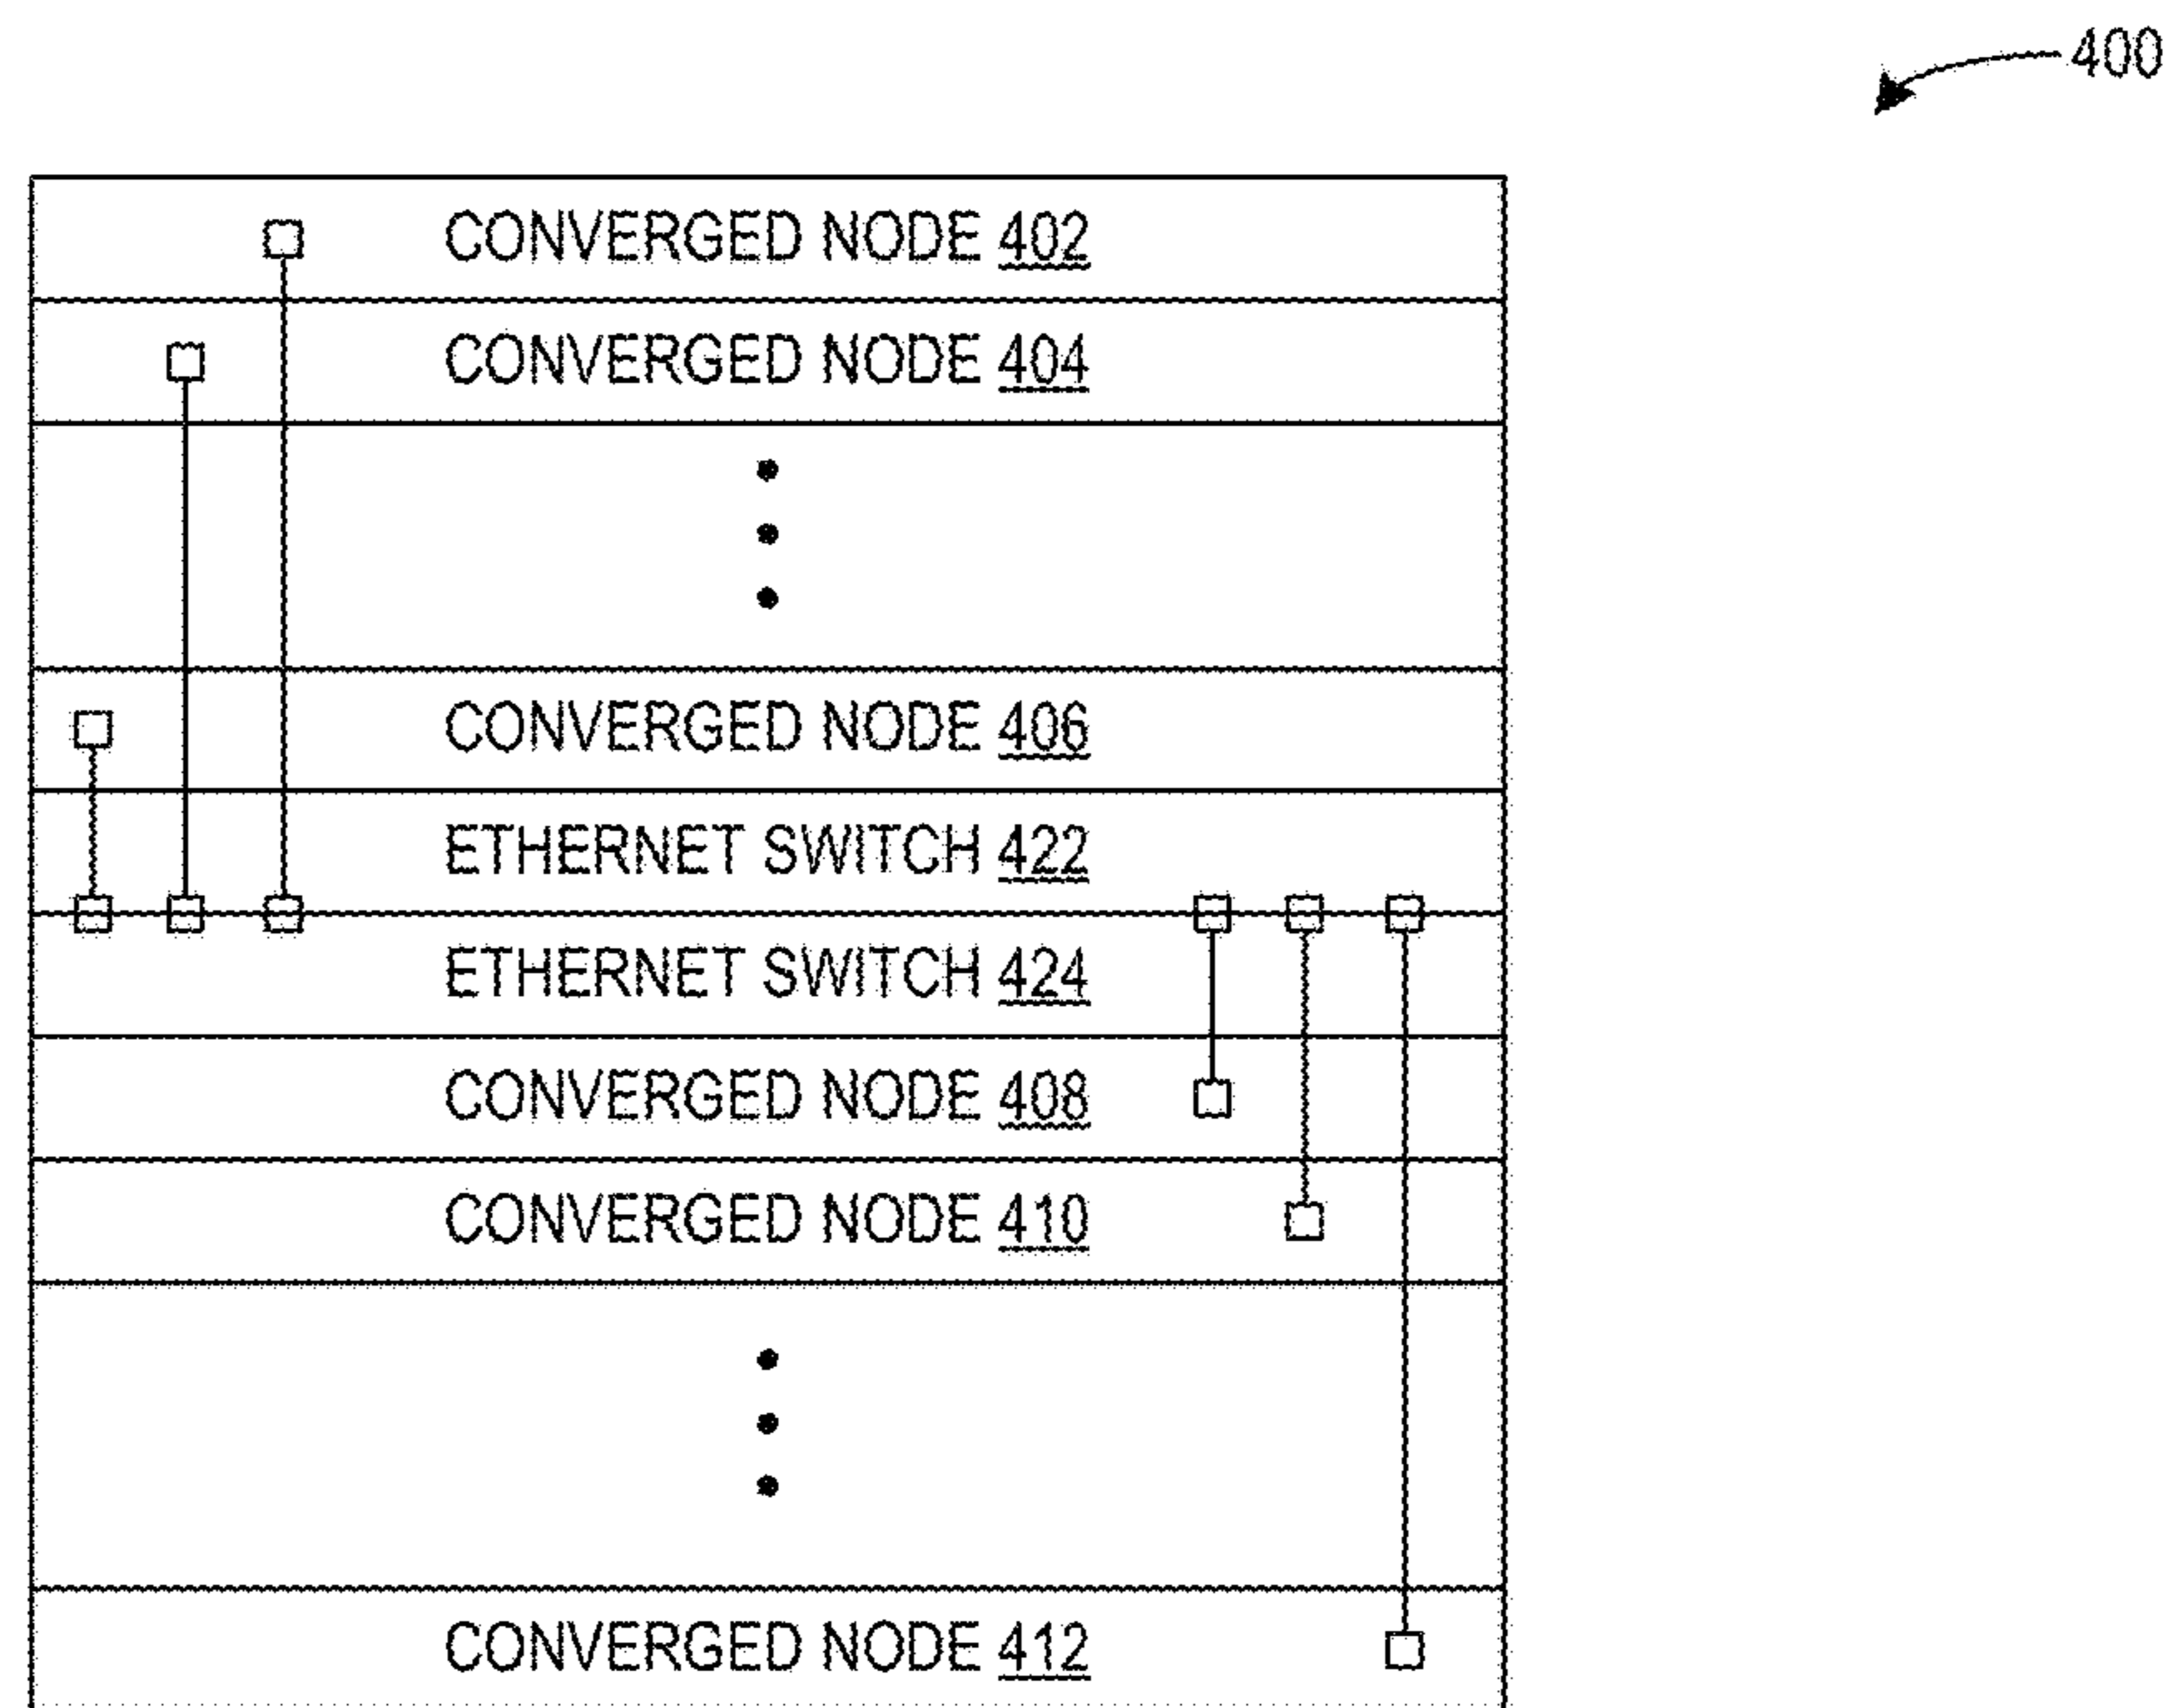 400
CONVERGED NODE 402
CONVERGED NODE 404
CONVERGED NODE 406
ETHERNET SWITCH 422
ETHERNET SWITCH 424
CONVERGED NODE 408
CONVERGED NODE 410
CONVERGED NODE 412